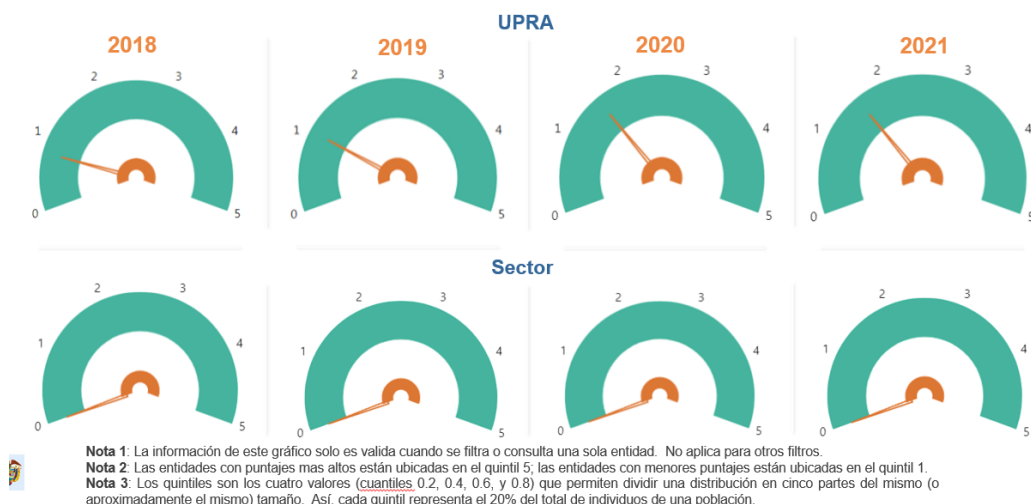 UPRA
2018 2019 2020 2021
2 3 2 3 2 3 2 3
1 4 1 4 1 4 1 4
0 5 0 5 0 5 0 5
Sector
2 3 2 3 2 3 2 3
1 4 1 4 1 4 1 4
0 5 0 5 0 5 0 5
Nota 1: La información de este gráfico solo es valida cuando se filtra o consulta una sola entidad. No aplica para otros filtros.
Nota 2: Las entidades con puntajes mas altos están ubicadas en el quintil 5; las entidades con menores puntajes están ubicadas en el quintil 1.
Nota 3: Los quintiles son los cuatro valores (cuantiles 0.2, 0.4, 0.6, y 0.8) que permiten dividir una distribución en cinco partes del mismo (o
aproximadamente el mismo) tamaño. Así, cada quintil representa el 20% del total de individuos de una población.